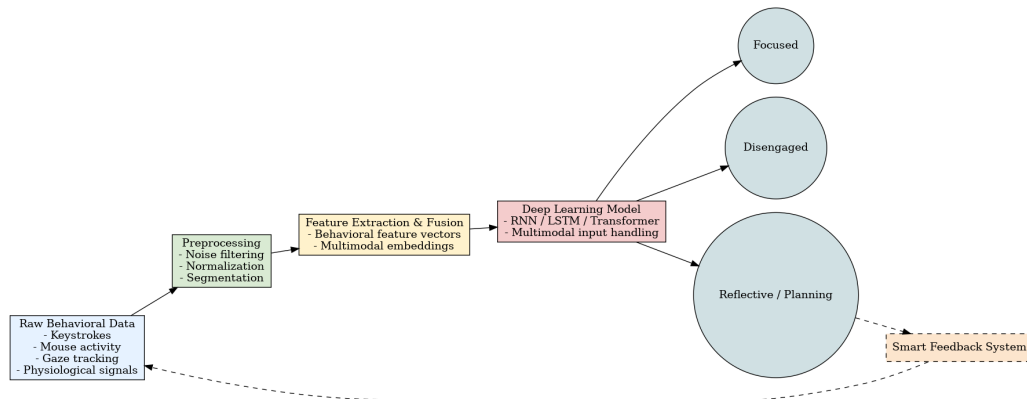 Focused
Disengaged
Deep Learning Model
- RNN / LSTM / Transformer
- Multimodal input handling
Feature Extraction & Fusion
- Behavioral feature vectors
- Multimodal embeddings
Preprocessing
- Noise filtering
- Normalization
- Segmentation
Reflective / Planning
Raw Behavioral Data
- Keystrokes
- Mouse activity
- Gaze tracking
- Physiological signals
Smart Feedback System